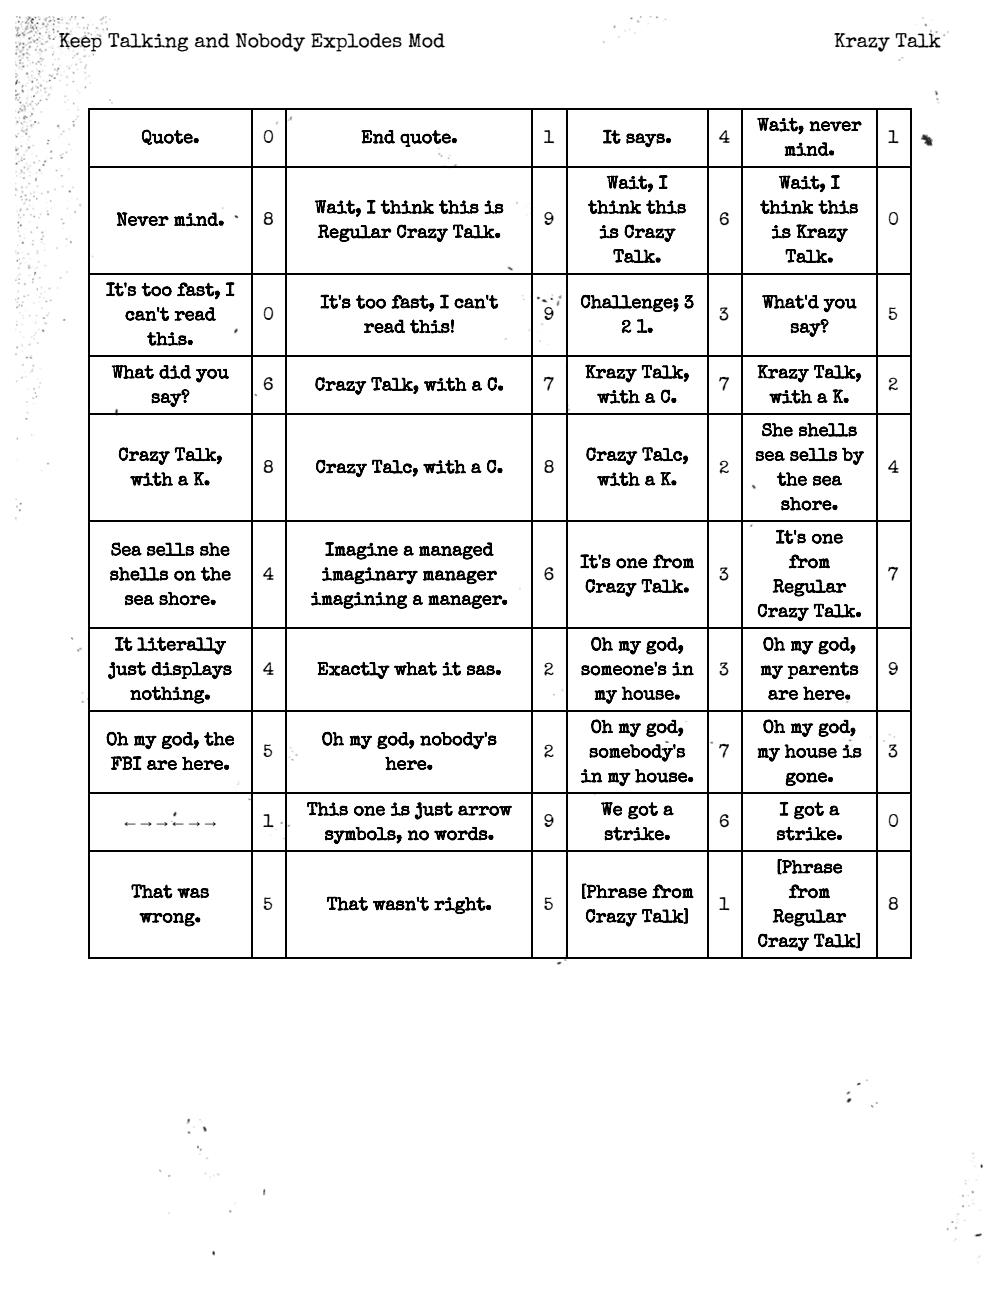 Keep Talking and Nobody Explodes Mod
Krazy Talk
Quote.
0
End quote.
1
It says.
4
Wait, never
mind.
1
Never mind.
8
Wait, I think this is
Regular Crazy Talk.
9
Wait, I
think this
is Crazy
Talk.
6
Wait, I
think this
is Krazy
Talk.
0
It's too fast, I
can't read
this.
0
It's too fast, I can't
read this!
9
Challenge; 3
2 1.
3
What'd you
say?
5
What did you
say?
6
Crazy Talk, with a C.
7
Krazy Talk,
with a C.
7
Krazy Talk,
with a K.
2
Crazy Talk,
with a K.
8
Crazy Talc, with a C.
8
Crazy Talc,
with a K.
2
She shells
sea sells by
the sea
shore.
4
Sea sells she
shells on the
sea shore.
4
Imagine a managed
imaginary manager
imagining a manager.
6
It's one from
Crazy Talk.
3
It's one
from
Regular
Crazy Talk.
7
It literally
just displays
nothing.
4
Exactly what it sas.
2
Oh my god,
someone's in
my house.
3
Oh my god,
my parents
are here.
9
Oh my god, the
FBI are here.
5
Oh my god, nobody's
here.
2
Oh my god,
somebody's
in my house.
7
Oh my god,
my house is
gone.
3
←→→←→→
1
This one is just arrow
symbols, no words.
9
We got a
strike.
6
I got a
strike.
0
That was
wrong.
5
That wasn't right.
5
[Phrase from
Crazy Talk]
1
[Phrase
from
Regular
Crazy Talk]
8